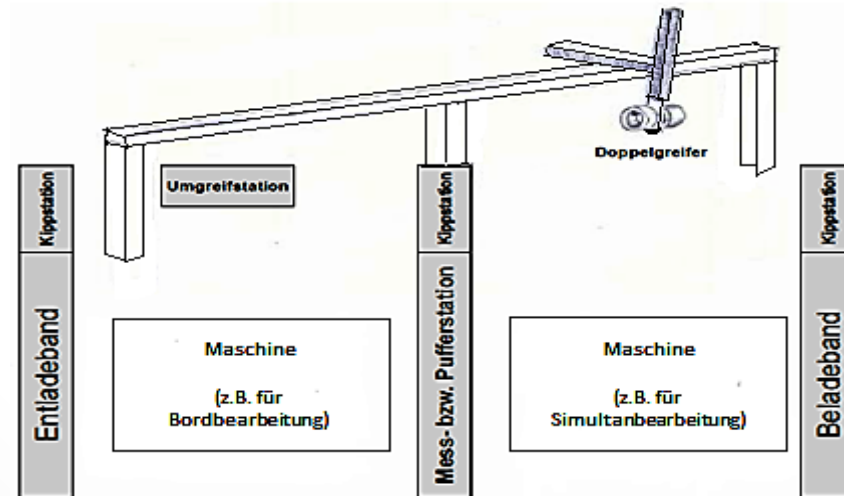 Doppelgreifer
Umgreifstation
Kippstation
Kippstation
Kippstation
Entladeband
Maschine
(z.B. für
Bordbearbeitung)
Mess- bzw. Pufferstation
Maschine
(z.B. für
Simultanbearbeitung)
Beladeband